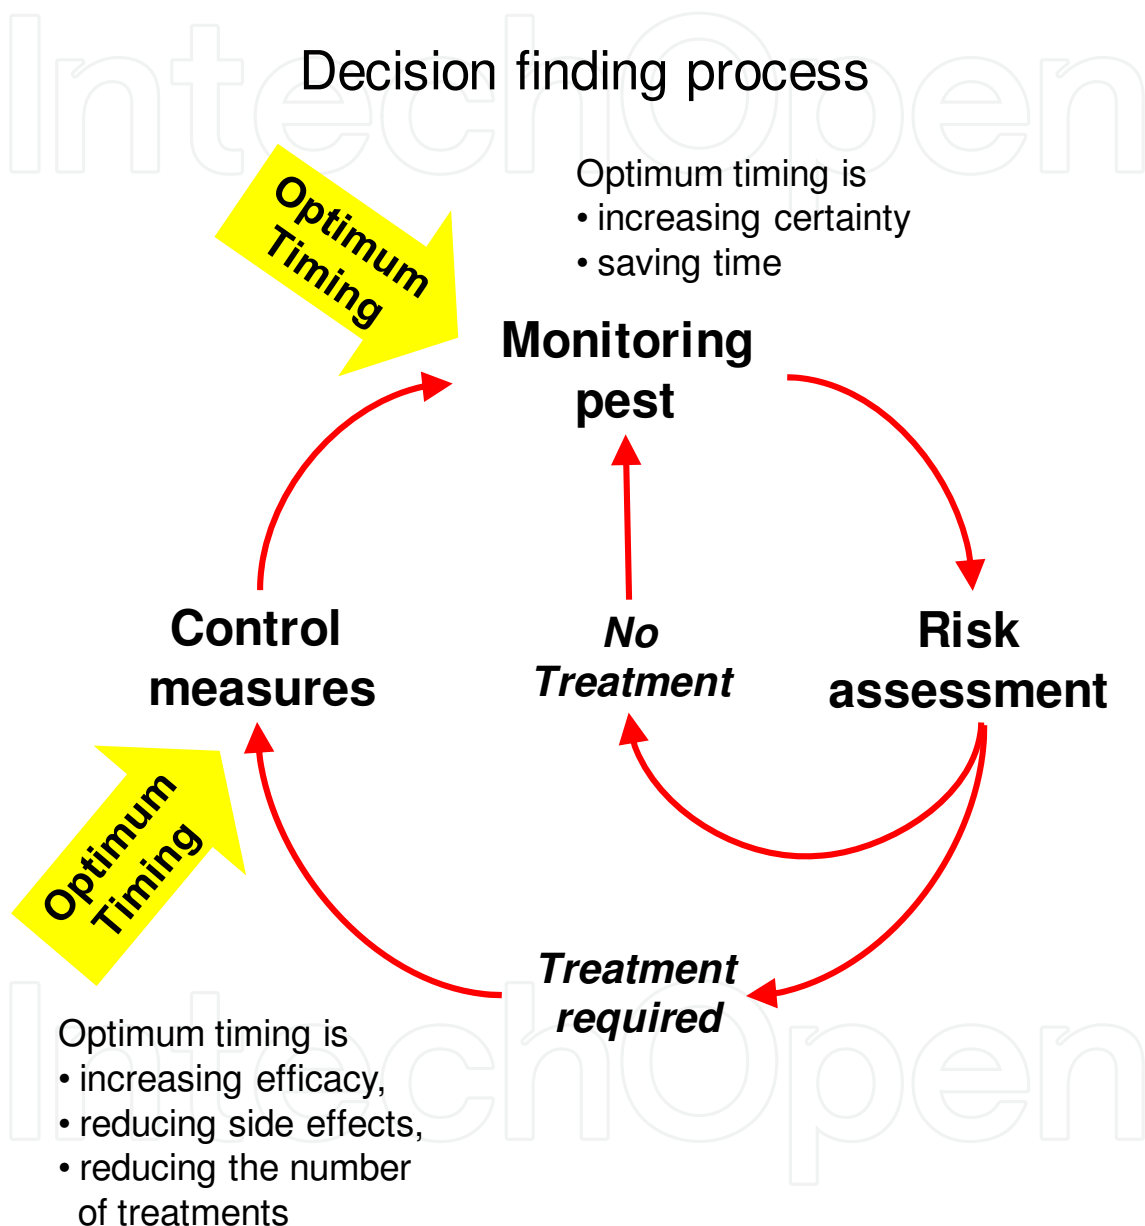 IntechOpen
Decision finding process
Optimum
Timing
Optimum timing is
• increasing certainty
• saving time
Monitoring
pest
Control
measures
No
Treatment
Risk
assessment
Optimum
Timing
Treatment
required
IntechOpen
Optimum timing is
• increasing efficacy,
• reducing side effects,
• reducing the number
of treatments